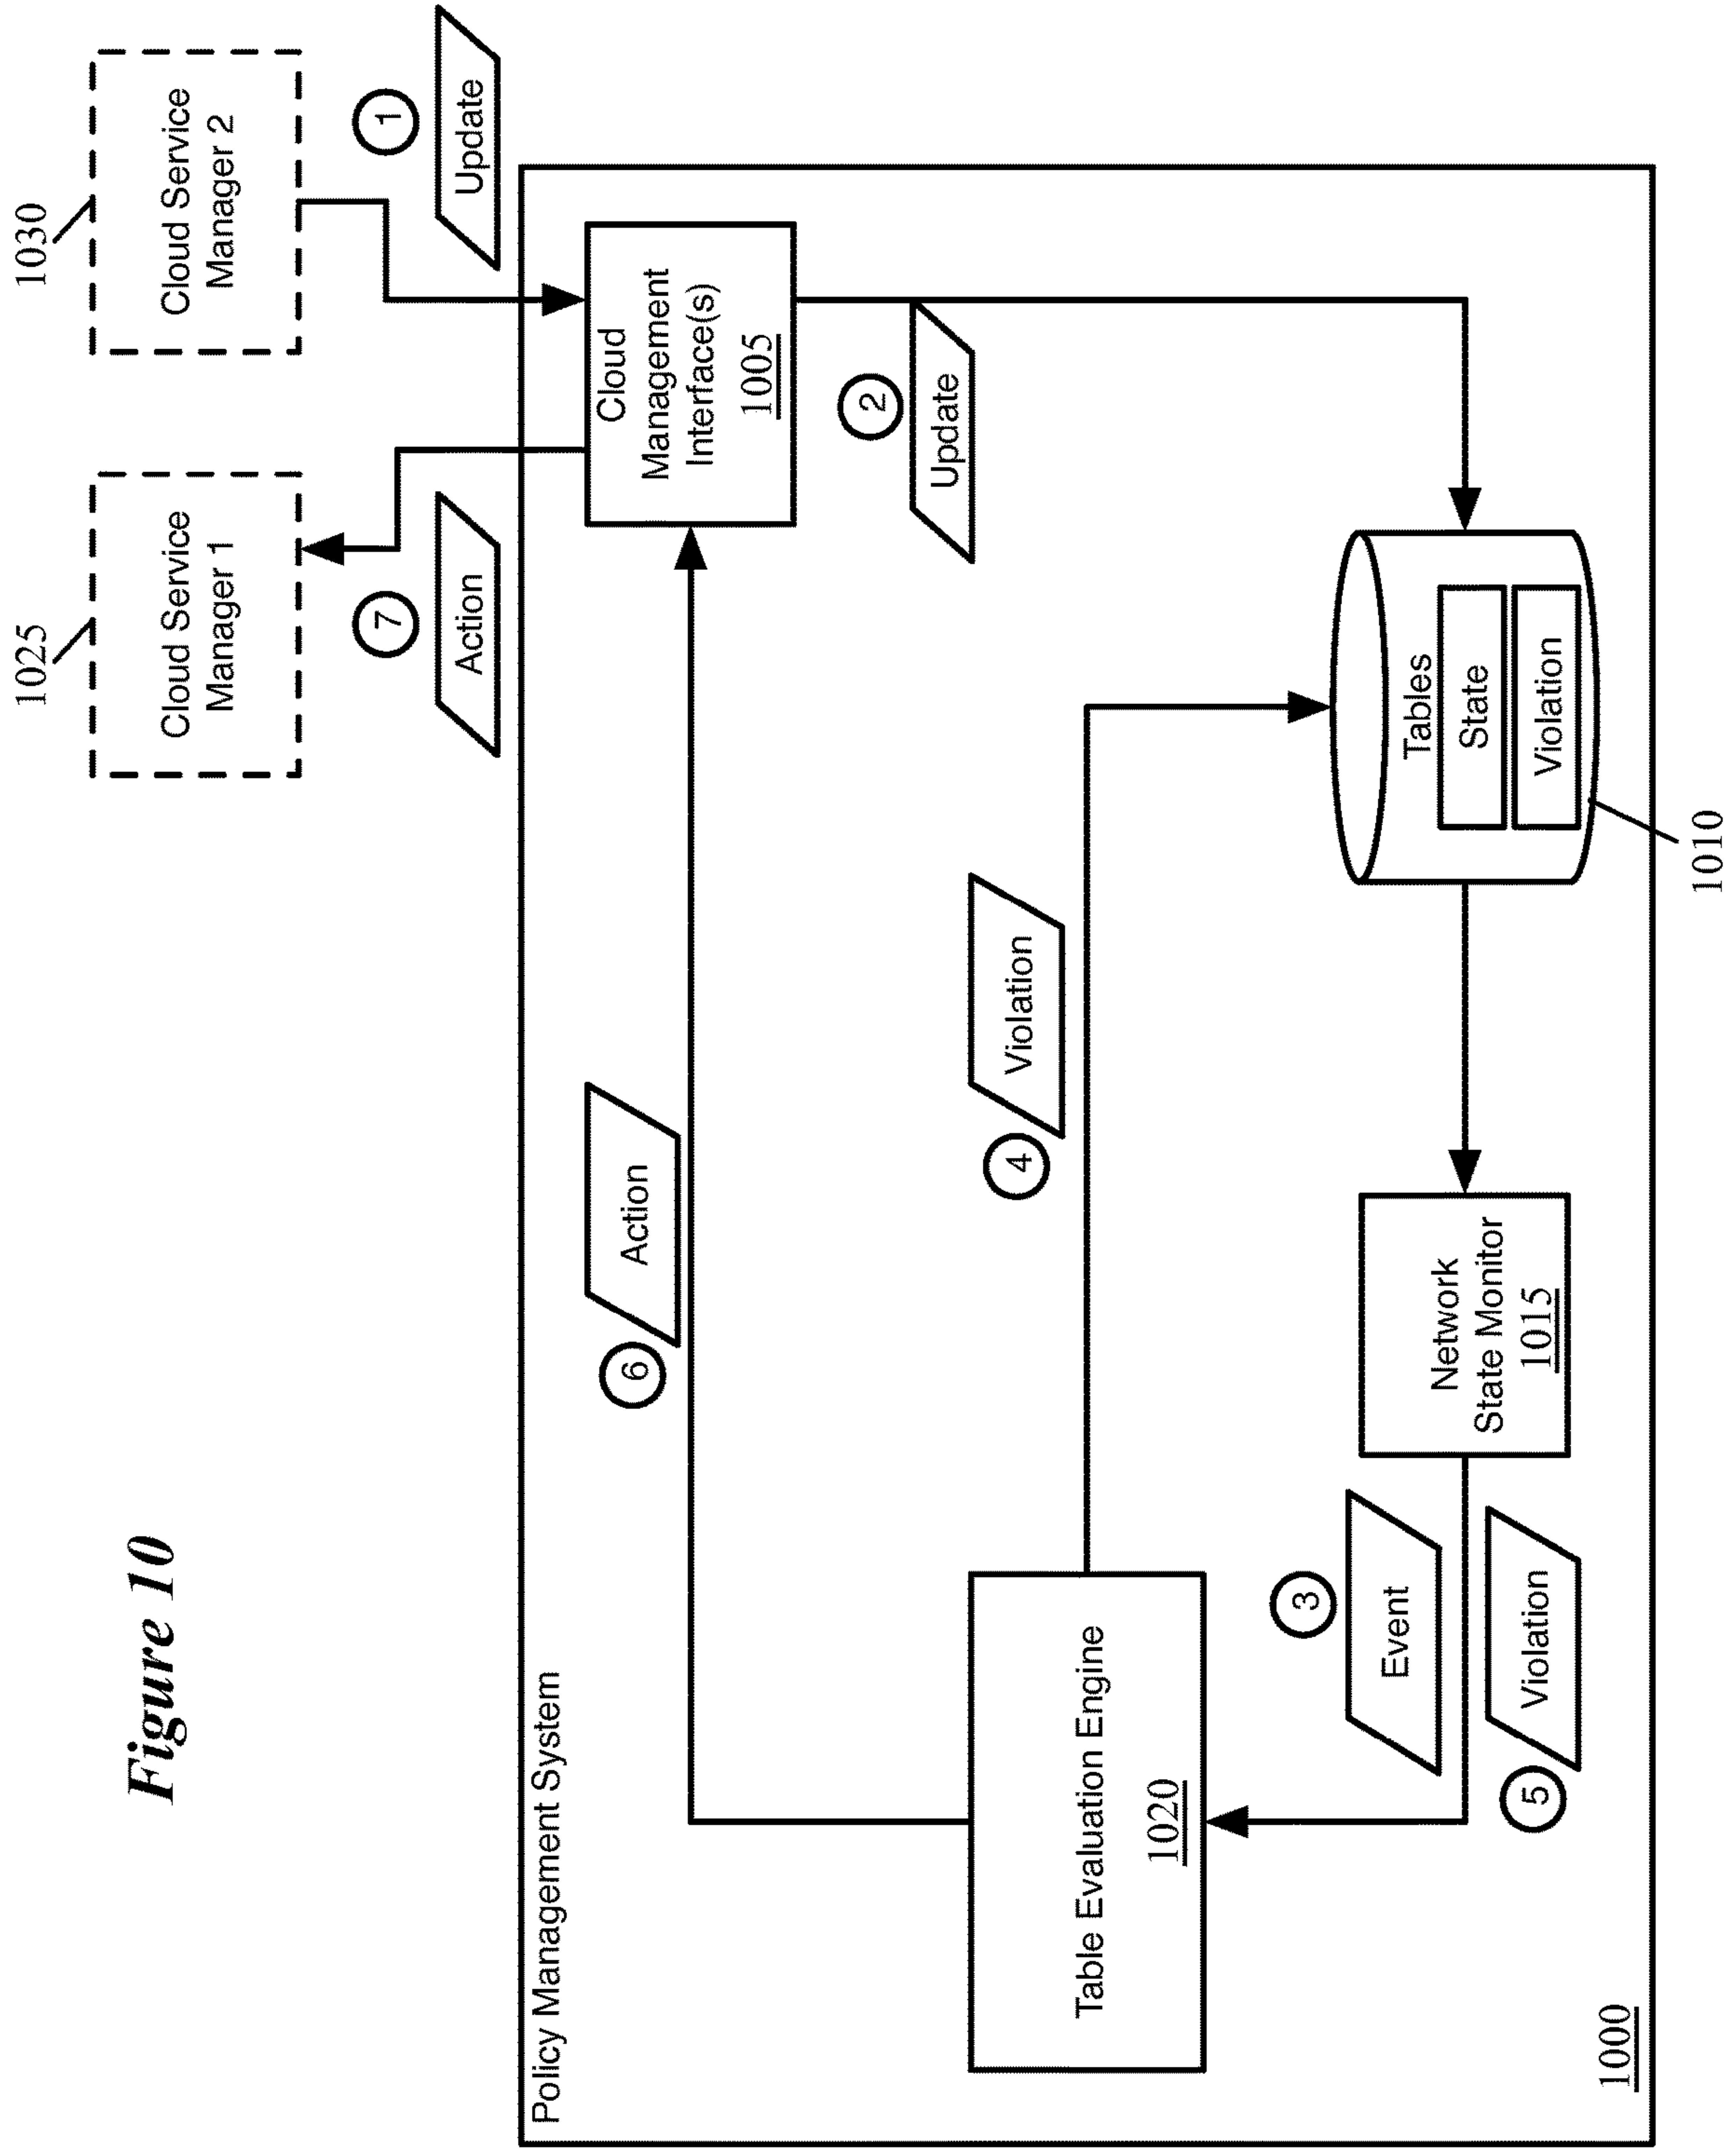 Figure 10
1025
1030
Cloud Service
Manager 1
Cloud Service
Manager 2
7
Action
1
Update
Policy Management System
6
Action
Cloud
Management
Interface(s)
1005
2
Update
4
Violation
Table Evaluation Engine
1020
3
Event
5
Violation
Network
State Monitor
1015
Tables
State
Violation
1010
1000